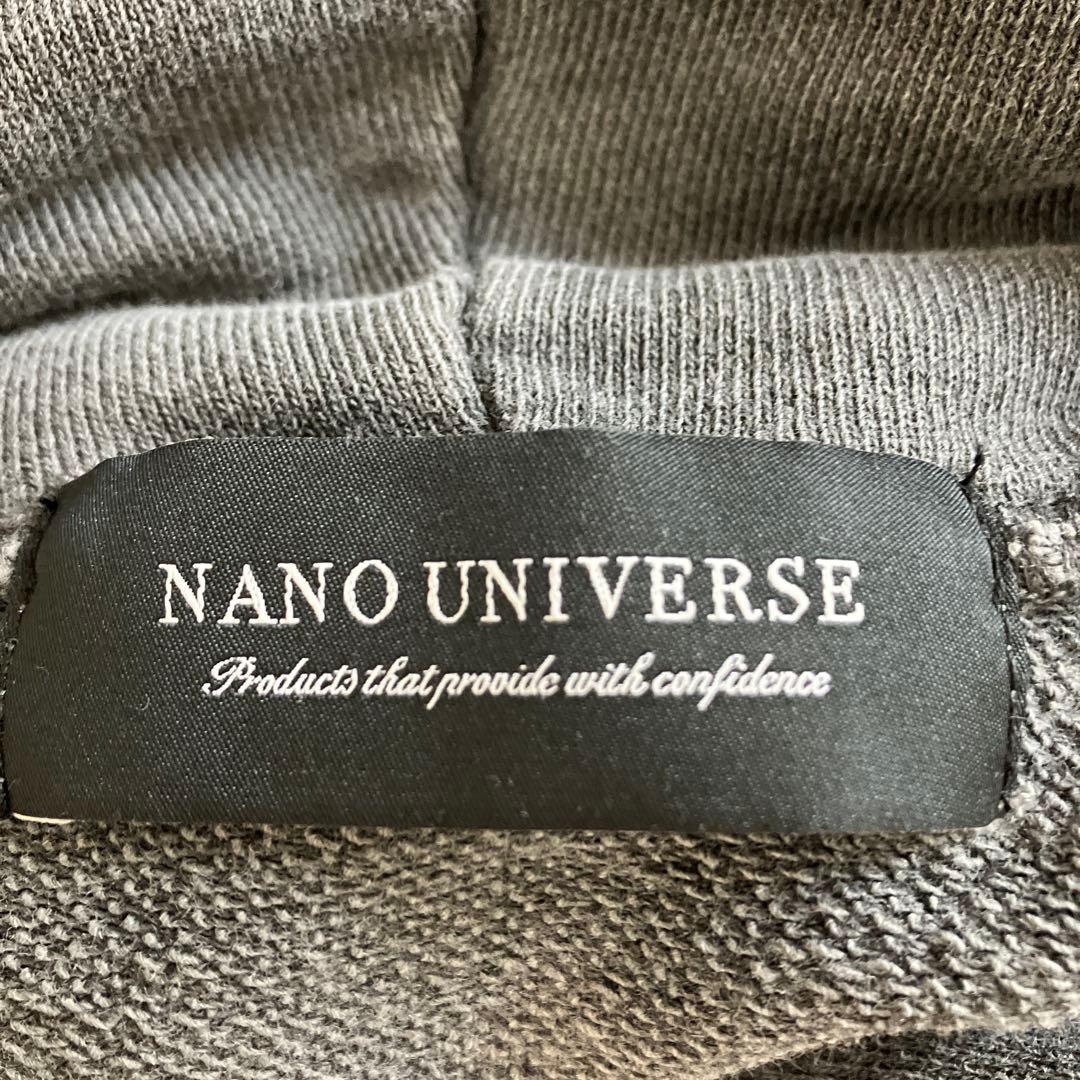 NANO UNIVERSE
Products that provide with confidence